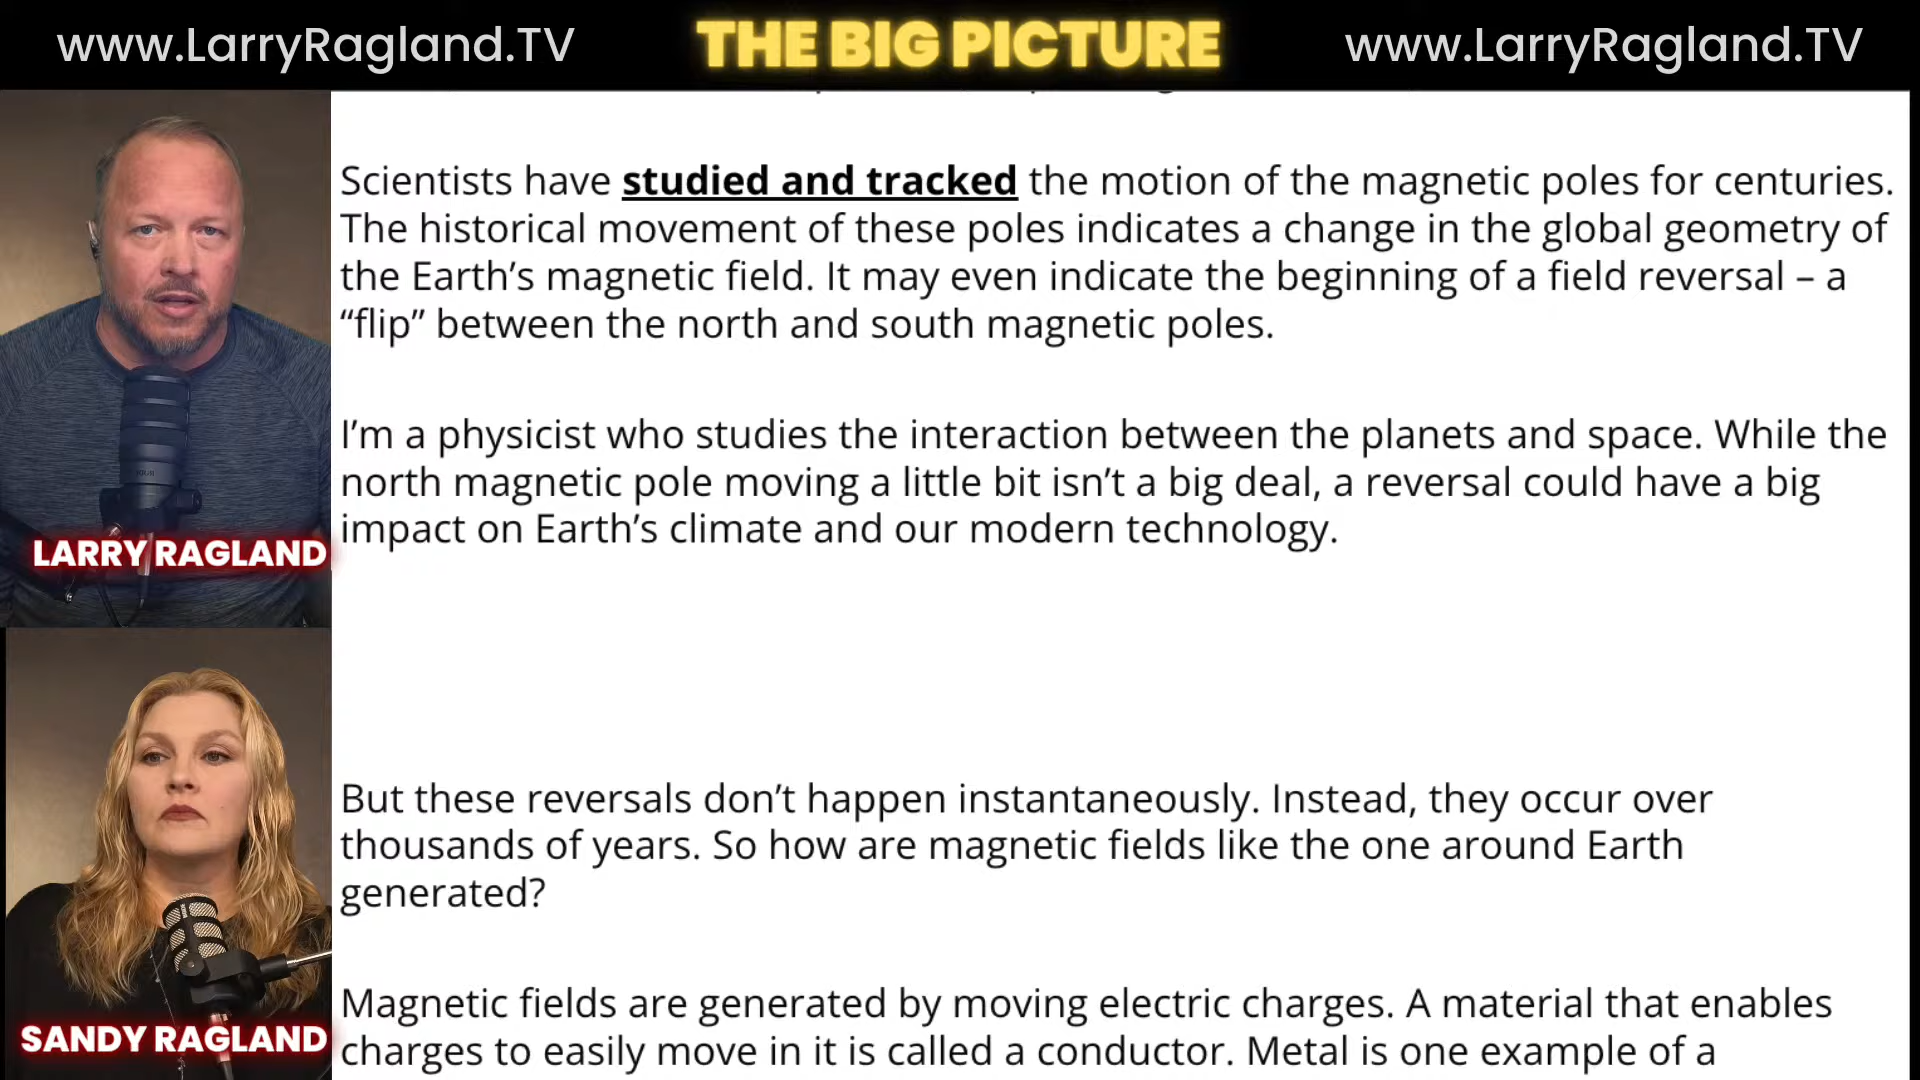 www.LarryRagland.TV
THE BIG PICTURE
www.LarryRagland.TV
Scientists have studied and tracked the motion of the magnetic poles for centuries.
The historical movement of these poles indicates a change in the global geometry of
the Earth’s magnetic field. It may even indicate the beginning of a field reversal – a
“flip” between the north and south magnetic poles.
I’m a physicist who studies the interaction between the planets and space. While the
north magnetic pole moving a little bit isn’t a big deal, a reversal could have a big
impact on Earth’s climate and our modern technology.
LARRY RAGLAND
But these reversals don’t happen instantaneously. Instead, they occur over
thousands of years. So how are magnetic fields like the one around Earth
generated?
Magnetic fields are generated by moving electric charges. A material that enables
charges to easily move in it is called a conductor. Metal is one example of a
SANDY RAGLAND